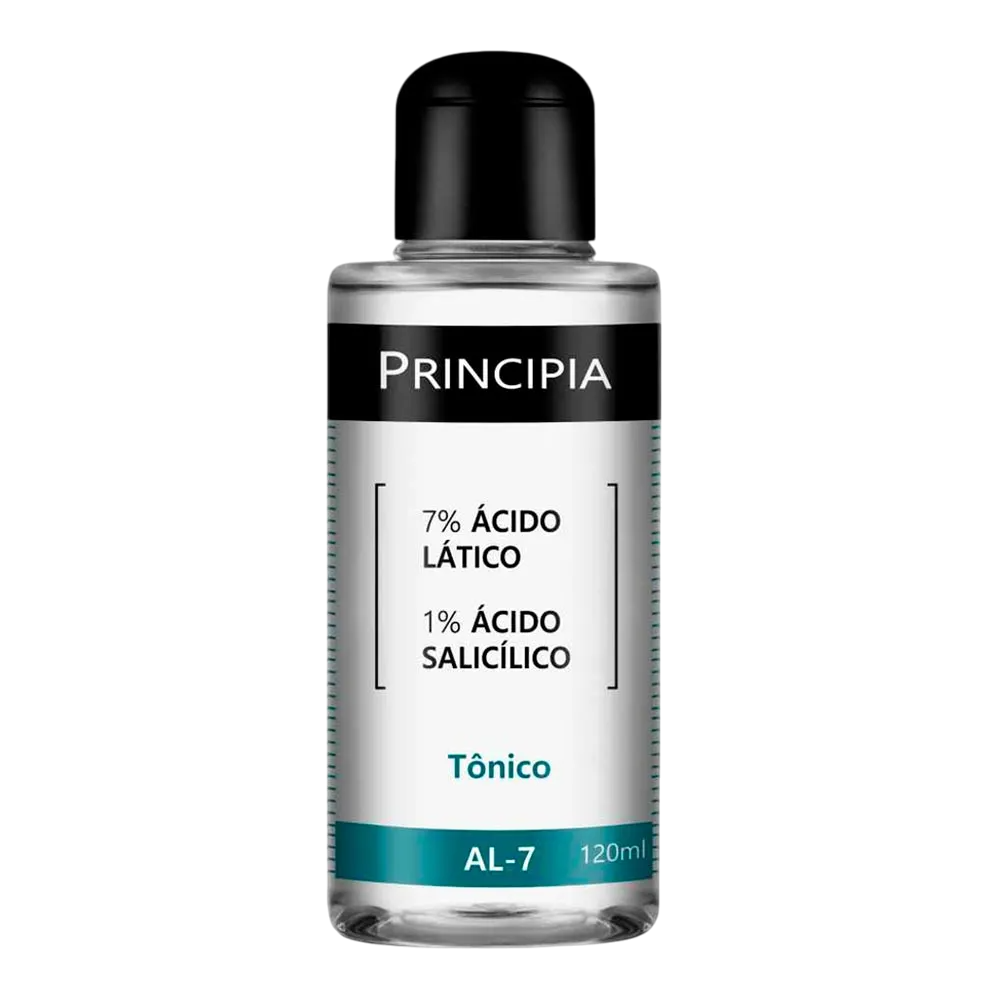 PRINCIPIA
7% ÁCIDO
LÁTICO
1% ÁCIDO
SALICÍLICO
Tônico
AL-7 120ml